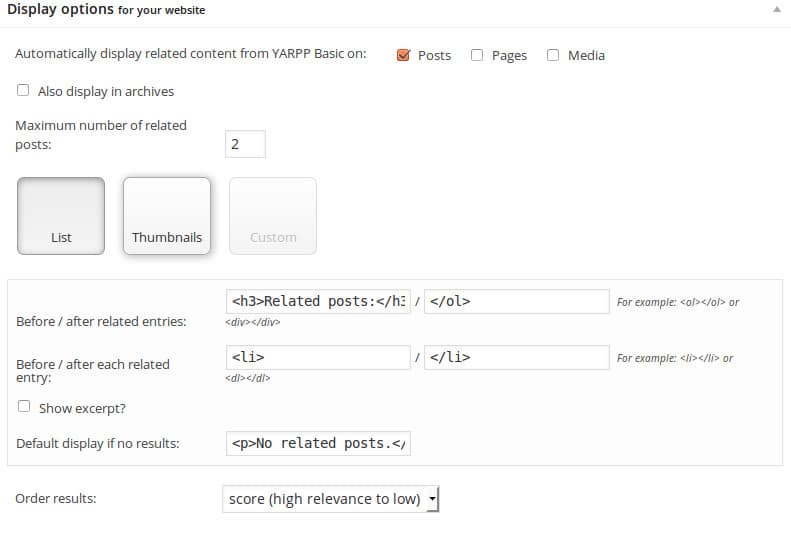 Display options for your website
Automatically display related content from YARPP Basic on: Posts Pages Media
Also display in archives
Maximum number of related
posts: 2
List Thumbnails Custom
Before / after related entries: <h3>Related posts:</h3 / </ol> For example: <ol></ol> or
<div></div>
Before / after each related
entry: <li> / </li> For example: <li></li> or
<dl></dl>
Show excerpt?
Default display if no results: <p>No related posts.</
Order results: score (high relevance to low)